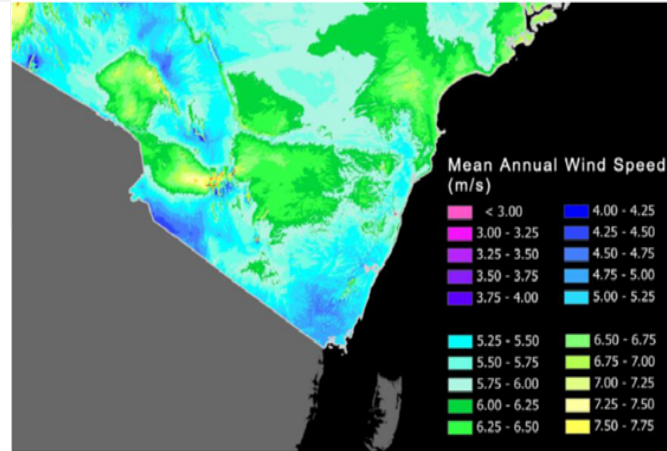 Mean Annual Wind Speed
(m/s)
< 3.00
3.00 - 3.25
3.25 - 3.50
3.50 - 3.75
3.75 - 4.00
4.00 - 4.25
4.25 - 4.50
4.50 - 4.75
4.75 - 5.00
5.00 - 5.25
5.25 - 5.50
5.50 - 5.75
5.75 - 6.00
6.00 - 6.25
6.25 - 6.50
6.50 - 6.75
6.75 - 7.00
7.00 - 7.25
7.25 - 7.50
7.50 - 7.75